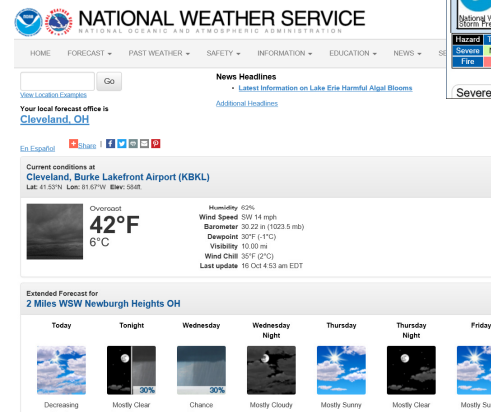 NATIONAL WEATHER SERVICE
NATIONAL OCEANIC AND ATMOSPHERIC ADMINISTRATION
National
Storm Pre
Hazard
Severe
Fire
Severe
HOME FORECAST PAST WEATHER SAFETY INFORMATION EDUCATION NEWS SE
Go
View Location Examples
News Headlines
Latest Information on Lake Erie Harmful Algal Blooms
Additional Headlines
Your local forecast office is
Cleveland, OH
En Español Share
Current conditions at
Cleveland, Burke Lakefront Airport (KBKL)
Lat: 41.53°N Lon: 81.67°W Elev: 584ft.
Overcast
42°F
6°C
Humidity 62%
Wind Speed SW 14 mph
Barometer 30.22 in (1023.5 mb)
Dewpoint 30°F (-1°C)
Visibility 10.00 mi
Wind Chill 35°F (2°C)
Last update 16 Oct 4:53 am EDT
Extended Forecast for
2 Miles WSW Newburgh Heights OH
Today Tonight Wednesday Wednesday Night Thursday Thursday Night Friday
30% 30%
Decreasing Mostly Clear Chance Mostly Cloudy Mostly Sunny Mostly Clear Mostly Su